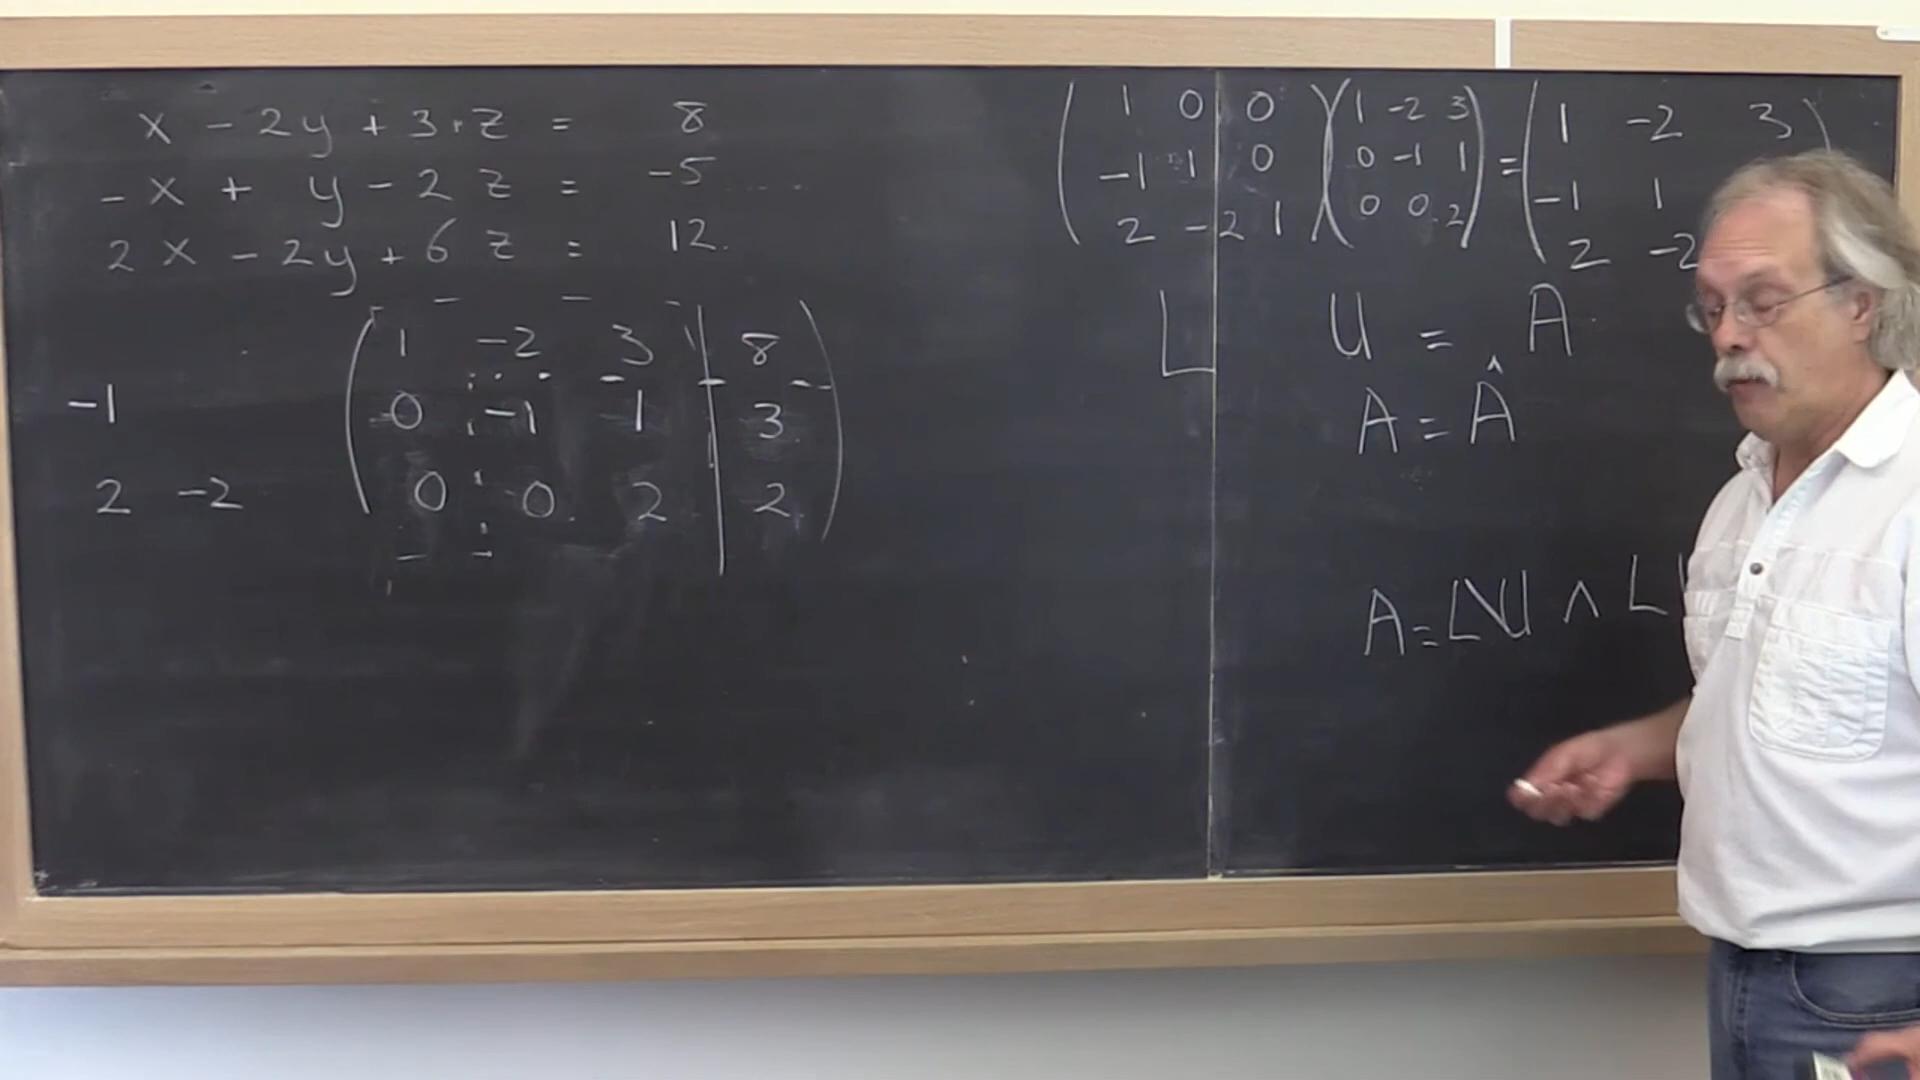 x - 2y + 3z = 8
-x + y - 2z = -5
2x - 2y + 6z = 12
1 -2 3 | 8
-1 0 -1 1 | 3
2 -2 0 0 2 | 2
( 1 0 0 ) ( 1 -2 3 ) = ( 1 -2 3 )
( -1 1 0 ) ( 0 -1 1 ) ( -1 1
( 2 -2 1 ) ( 0 0 2 ) ( 2 -2
L U = A
A = Â
A = L\U ∧ L